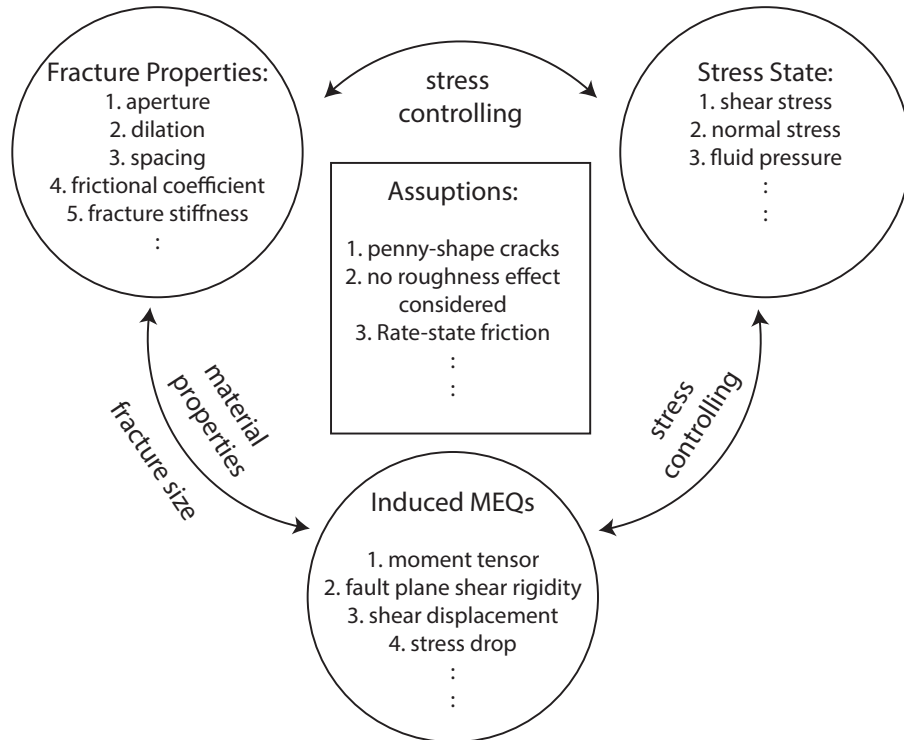 Fracture Properties:
1. aperture
2. dilation
3. spacing
4. frictional coefficient
5. fracture stiffness
:
stress
controlling
Stress State:
1. shear stress
2. normal stress
3. fluid pressure
:
:
Assuptions:
1. penny-shape cracks
2. no roughness effect
considered
3. Rate-state friction
:
:
material
properties
fracture size
stress
controlling
Induced MEQs
1. moment tensor
2. fault plane shear rigidity
3. shear displacement
4. stress drop
:
: